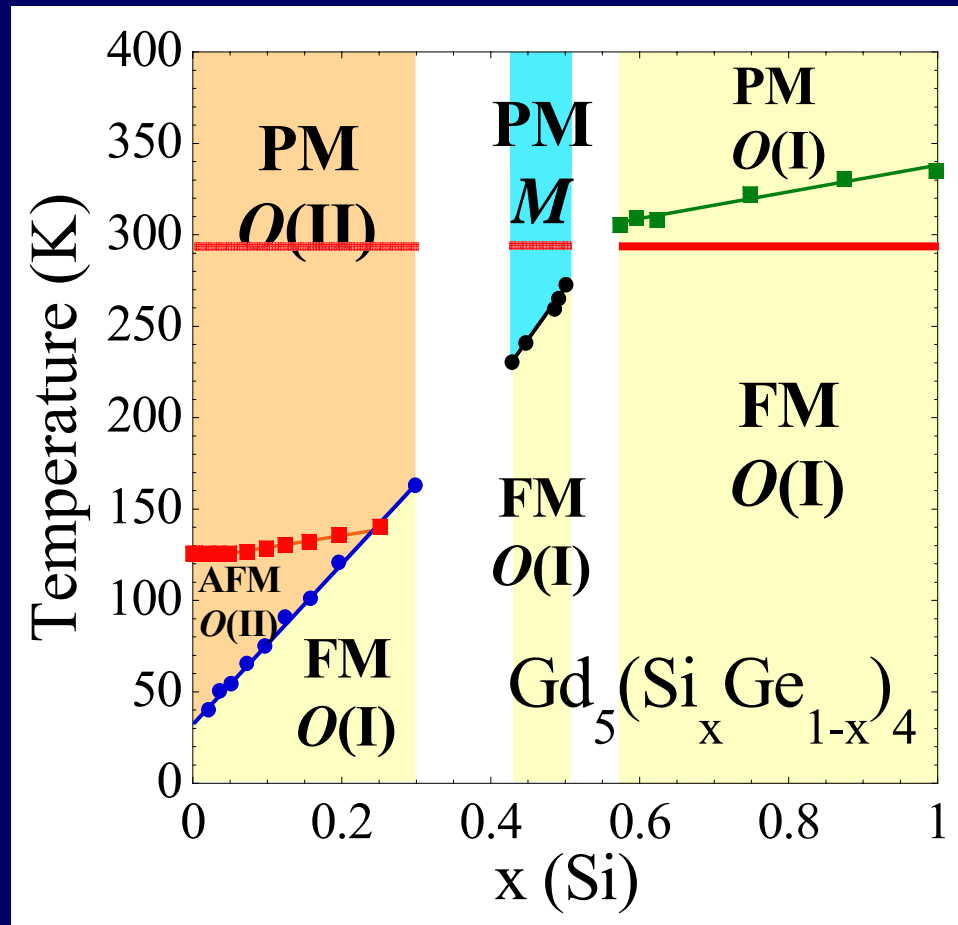 400
350
300
250
200
150
100
50
0
Temperature (K)
PM
O(II)
PM
M
PM
O(I)
AFM
O(II)
FM
O(I)
FM
O(I)
FM
O(I)
Gd5(SixGe1-x)4
0
0.2
0.4
0.6
0.8
1
x (Si)